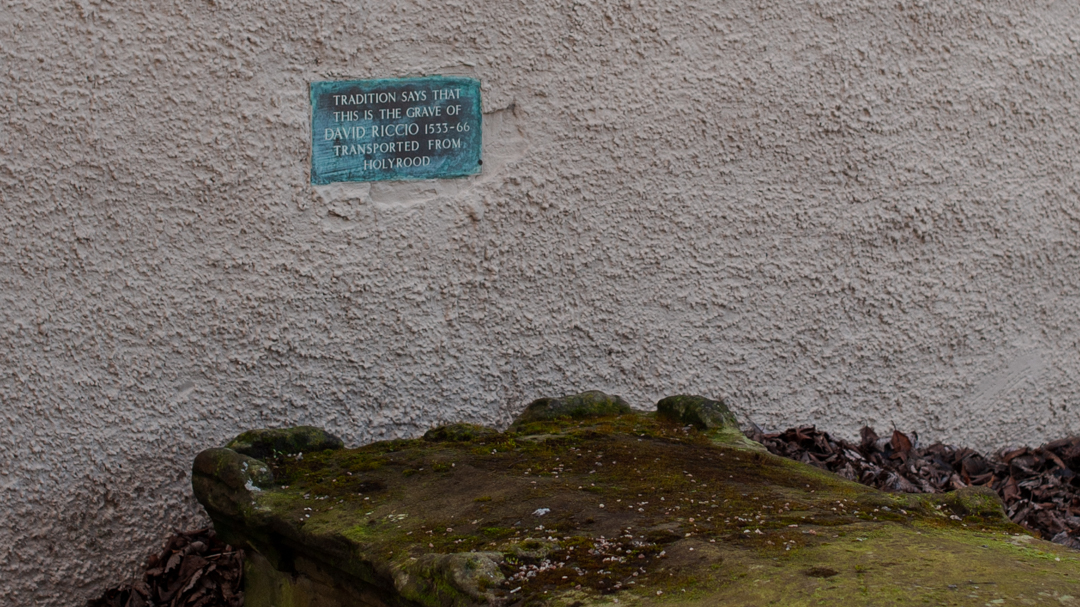 TRADITION SAYS THAT
THIS IS THE GRAVE OF
DAVID RICCIO 1533-66
TRANSPORTED FROM
HOLYROOD